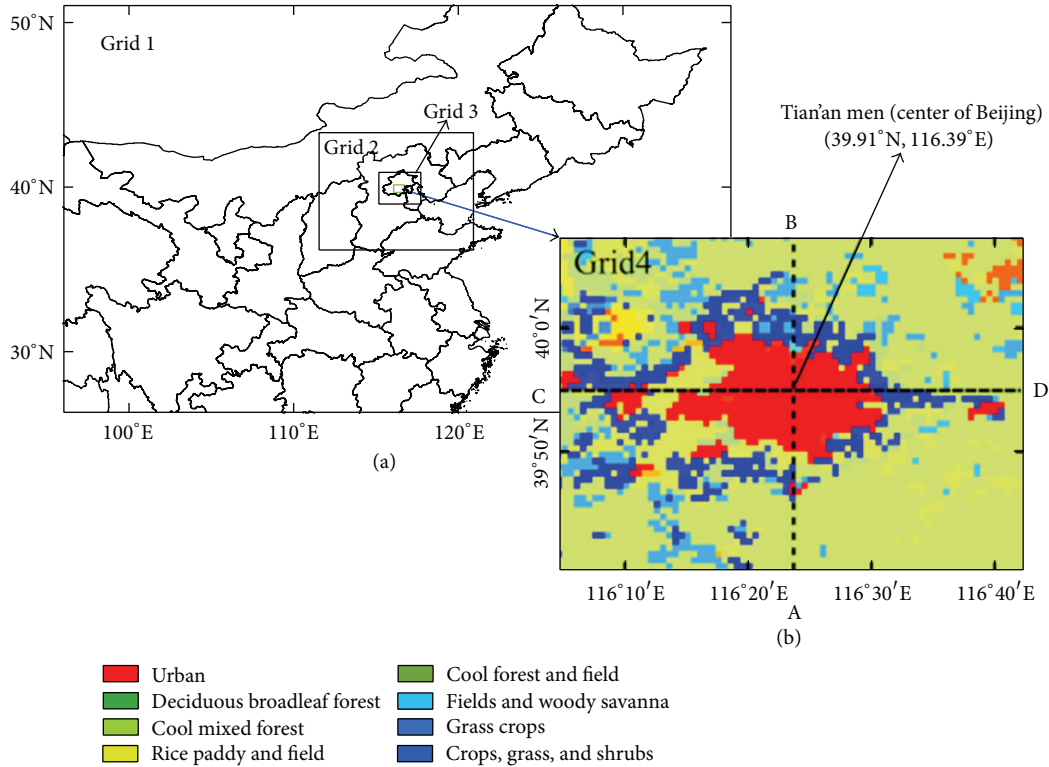 50°N
Grid 1
Grid 3
Grid 2
40°N
30°N
100°E
110°E
120°E
(a)
Tian'an men (center of Beijing)
(39.91°N, 116.39°E)
B
Grid4
40°0′N
C
D
39°50′N
116°10′E
116°20′E
116°30′E
116°40′E
A
(b)
Urban
Deciduous broadleaf forest
Cool mixed forest
Rice paddy and field
Cool forest and field
Fields and woody savanna
Grass crops
Crops, grass, and shrubs